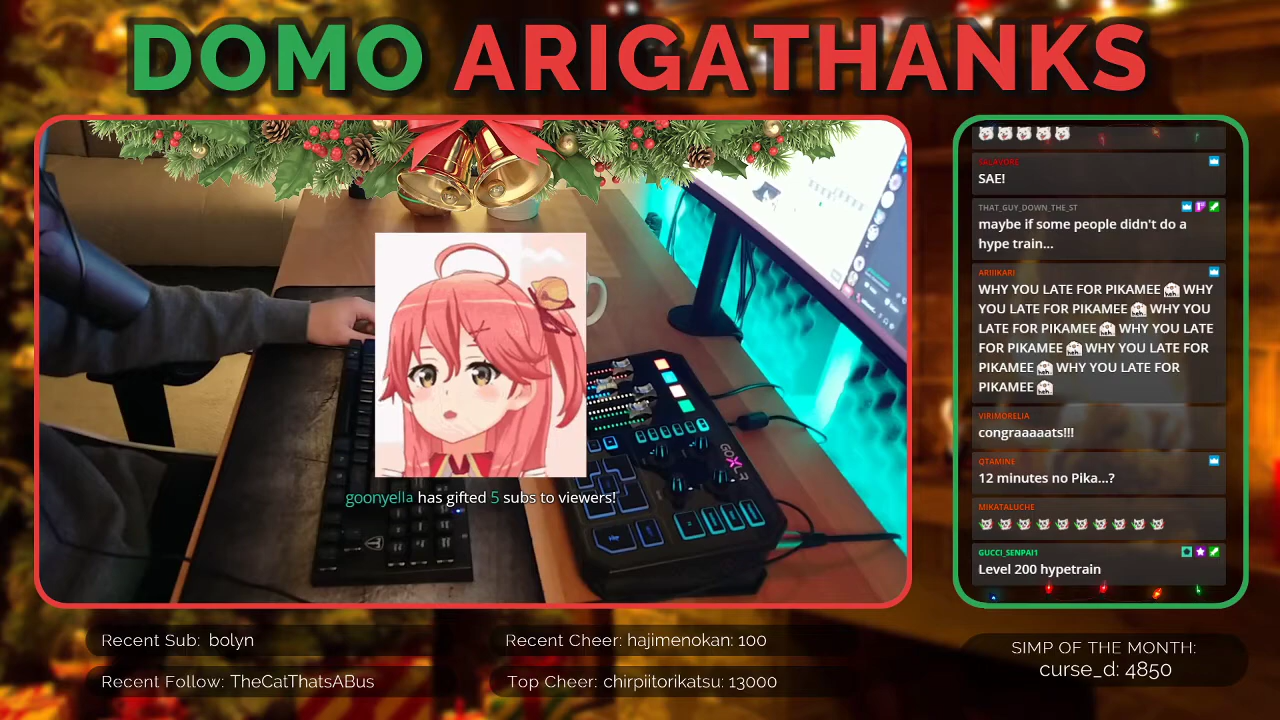 DOMO ARIGATHANKS
SALAVORE
SAE!
THAT_GUY_DOWN_THE_ST
maybe if some people didn't do a
hype train...
ARIIIKARI
WHY YOU LATE FOR PIKAMEE WHY
YOU LATE FOR PIKAMEE WHY YOU
LATE FOR PIKAMEE WHY YOU LATE
FOR PIKAMEE WHY YOU LATE FOR
PIKAMEE WHY YOU LATE FOR
PIKAMEE
VIRIMORELIA
congraaaaats!!!
QTAMINE
12 minutes no Pika...?
MIKATALUCHE
GUCCI_SENPAI1
Level 200 hypetrain
goonyella has gifted 5 subs to viewers!
Recent Sub: bolyn
Recent Cheer: hajimenokan: 100
Recent Follow: TheCatThatsABus
Top Cheer: chirpiitorikatsu: 13000
SIMP OF THE MONTH:
curse_d: 4850